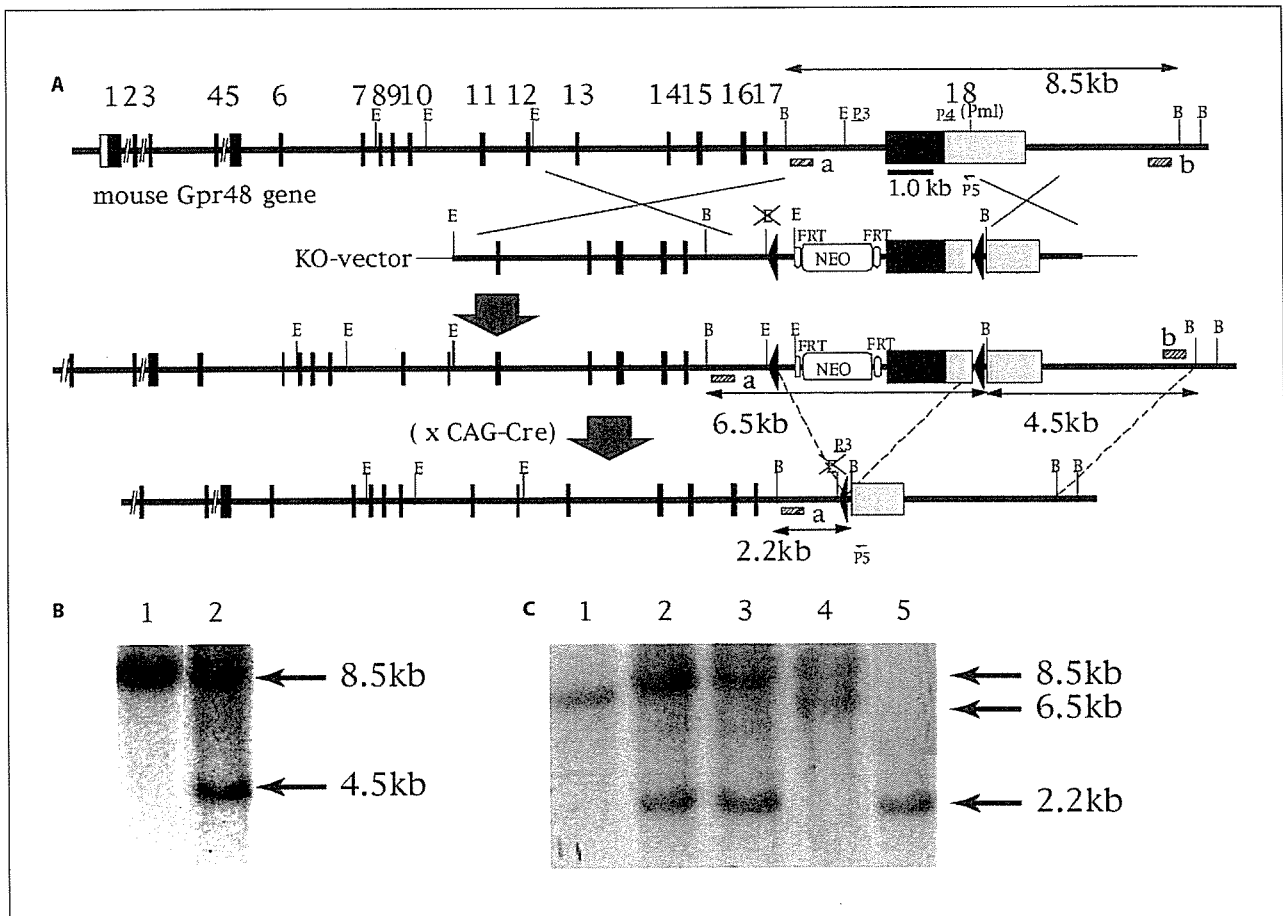 A
1 2 3 45 6 7 8 9 10 11 12 13 14 15 16 17 18 8.5kb
E E E B E P3 P4 (Pml) B B
a b
mouse Gpr48 gene 1.0 kb P5
E B E E B
FRT FRT
KO-vector NEO
E E E B E E B b B
FRT FRT
NEO
a
6.5kb 4.5kb
( x CAG-Cre)
P3
E E E B E B B B
a
2.2kb P5
B 1 2
8.5kb
4.5kb
C 1 2 3 4 5
8.5kb
6.5kb
2.2kb